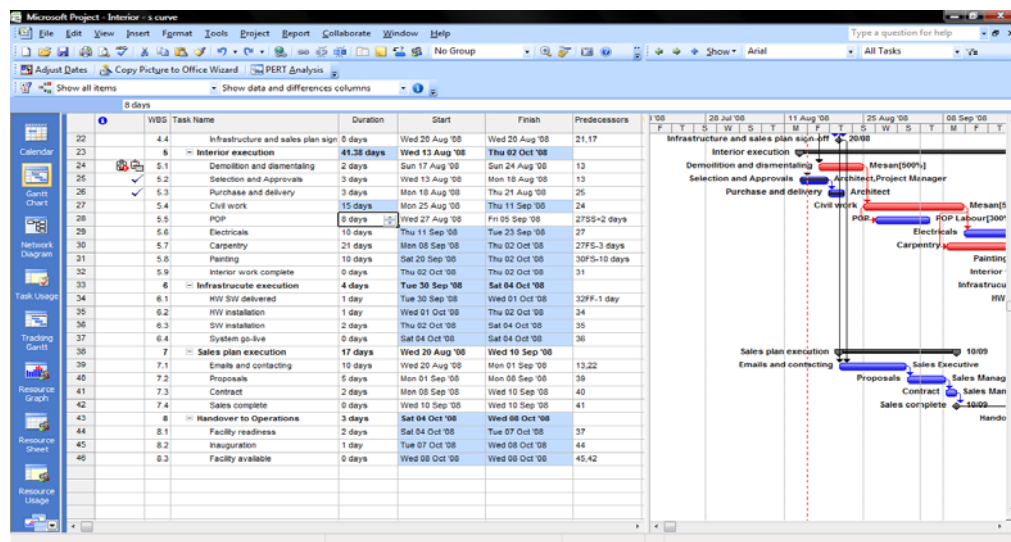 Microsoft Project - Interior - s curve
File Edit View Insert Format Tools Project Report Collaborate Window Help
Type a question for help
No Group Show Arial All Tasks
Adjust Dates Copy Picture to Office Wizard PERT Analysis
Show all items Show data and differences columns
8 days
WBS Task Name Duration Start Finish Predecessors
'08 28 Jul '08 11 Aug '08 25 Aug '08 08 Sep '08
F T S W S T M F T S W S T M F T
22 4.4 Infrastructure and sales plan sign 0 days Wed 20 Aug '08 Wed 20 Aug '08 21,17 Infrastructure and sales plan sign-off 20/08
23 5 Interior execution 41.38 days Wed 13 Aug '08 Thu 02 Oct '08 Interior execution
24 5.1 Demolition and dismentaling 2 days Sun 17 Aug '08 Sun 24 Aug '08 13 Demolition and dismentaling Mesan[500%]
25 5.2 Selection and Approvals 3 days Wed 13 Aug '08 Mon 18 Aug '08 13 Selection and Approvals Architect,Project Manager
26 5.3 Purchase and delivery 3 days Mon 18 Aug '08 Thu 21 Aug '08 25 Purchase and delivery Architect
27 5.4 Civil work 15 days Mon 25 Aug '08 Thu 11 Sep '08 24 Civil work Mesan[5
28 5.5 POP 8 days Wed 27 Aug '08 Fri 05 Sep '08 27SS+2 days POP POP Labour[300%
29 5.6 Electricals 10 days Thu 11 Sep '08 Tue 23 Sep '08 27 Electricals
30 5.7 Carpentry 21 days Mon 08 Sep '08 Thu 02 Oct '08 27FS-3 days Carpentry
31 5.8 Painting 10 days Sat 20 Sep '08 Thu 02 Oct '08 30FS-10 days Painting
32 5.9 Interior work complete 0 days Thu 02 Oct '08 Thu 02 Oct '08 31 Interior
33 6 Infrastrucute execution 4 days Tue 30 Sep '08 Sat 04 Oct '08 Infrastrucu
34 6.1 HW SW delivered 1 day Tue 30 Sep '08 Wed 01 Oct '08 32FF-1 day HW
35 6.2 HW installation 1 day Wed 01 Oct '08 Thu 02 Oct '08 34
36 6.3 SW installation 2 days Thu 02 Oct '08 Sat 04 Oct '08 35
37 6.4 System go-live 0 days Sat 04 Oct '08 Sat 04 Oct '08 36
38 7 Sales plan execution 17 days Wed 20 Aug '08 Wed 10 Sep '08 Sales plan execution 10/09
39 7.1 Emails and contacting 10 days Wed 20 Aug '08 Mon 01 Sep '08 13,22 Emails and contacting Sales Executive
40 7.2 Proposals 5 days Mon 01 Sep '08 Mon 08 Sep '08 39 Proposals Sales Manag
41 7.3 Contract 2 days Mon 08 Sep '08 Wed 10 Sep '08 40 Contract Sales Man
42 7.4 Sales complete 0 days Wed 10 Sep '08 Wed 10 Sep '08 41 Sales complete 10/09
43 8 Handover to Operations 3 days Sat 04 Oct '08 Wed 08 Oct '08 Hando
44 8.1 Facility readiness 2 days Sat 04 Oct '08 Tue 07 Oct '08 37
45 8.2 Inauguration 1 day Tue 07 Oct '08 Wed 08 Oct '08 44
46 8.3 Facility available 0 days Wed 08 Oct '08 Wed 08 Oct '08 45,42
Calendar
Gantt
Chart
Network
Diagram
Task Usage
Tracking
Gantt
Resource
Graph
Resource
Sheet
Resource
Usage